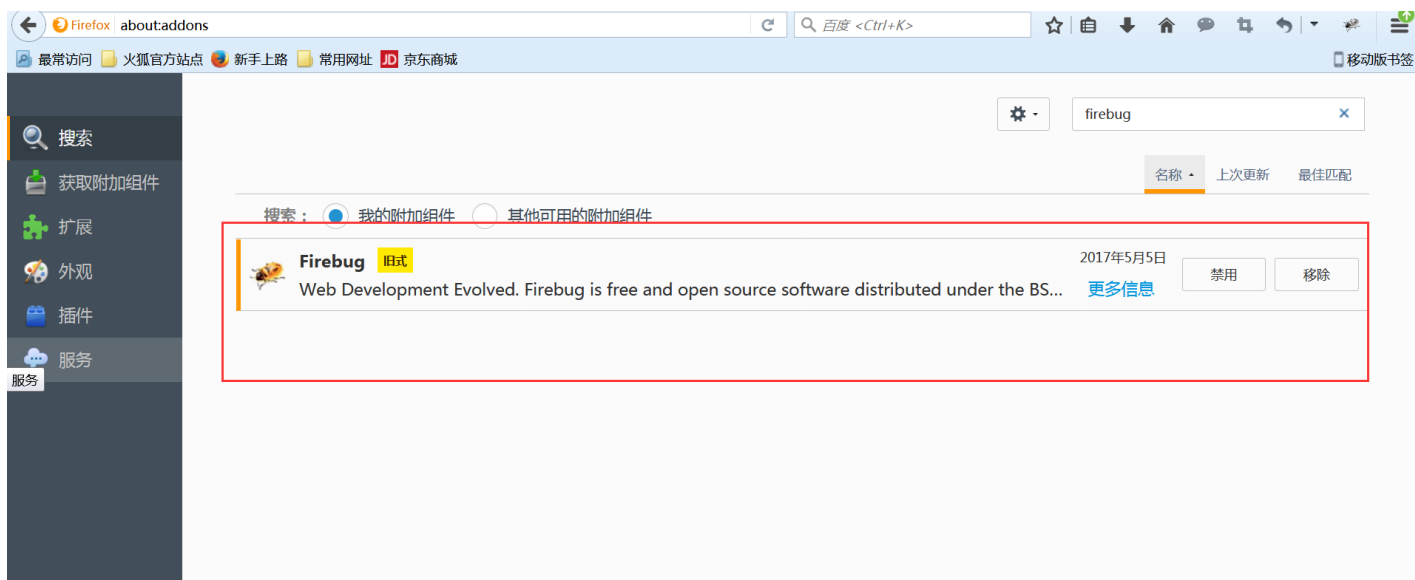 Firefox about:addons 百度 <Ctrl+K>
最常访问 火狐官方站点 新手上路 常用网址 JD 京东商城 移动版书签
firebug
搜索
获取附加组件
扩展
外观
插件
服务
服务
名称 上次更新 最佳匹配
搜索： 我的附加组件 其他可用的附加组件
Firebug 旧式 2017年5月5日
Web Development Evolved. Firebug is free and open source software distributed under the BS... 更多信息 禁用 移除